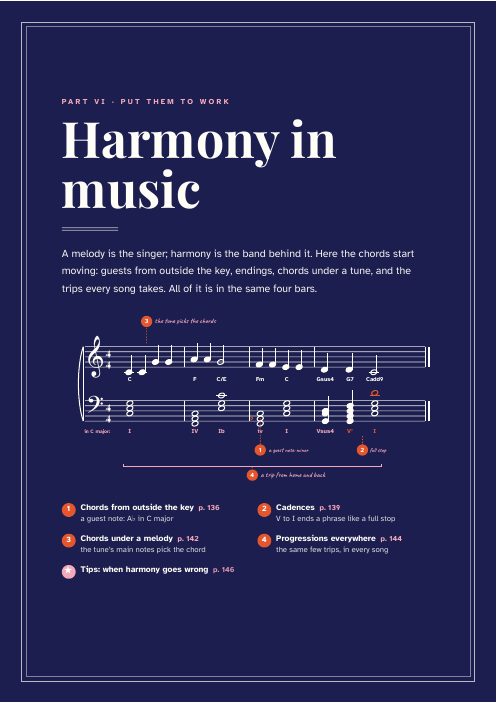 PART VI · PUT THEM TO WORK
Harmony in
music
A melody is the singer; harmony is the band behind it. Here the chords start
moving: guests from outside the key, endings, chords under a tune, and the
trips every song takes. All of it is in the same four bars.
3 the tune picks the chords
4 4
C F C/E Fm C Gsus4 G7 Cadd9
4 4
in C major: I IV Ib iv I Vsus4 V⁷ I
1 a guest note: minor 2 full stop
4 a trip from home and back
1 Chords from outside the key p. 136
a guest note: A♭ in C major
2 Cadences p. 139
V to I ends a phrase like a full stop
3 Chords under a melody p. 142
the tune's main notes pick the chord
4 Progressions everywhere p. 144
the same few trips, in every song
Tips: when harmony goes wrong p. 146